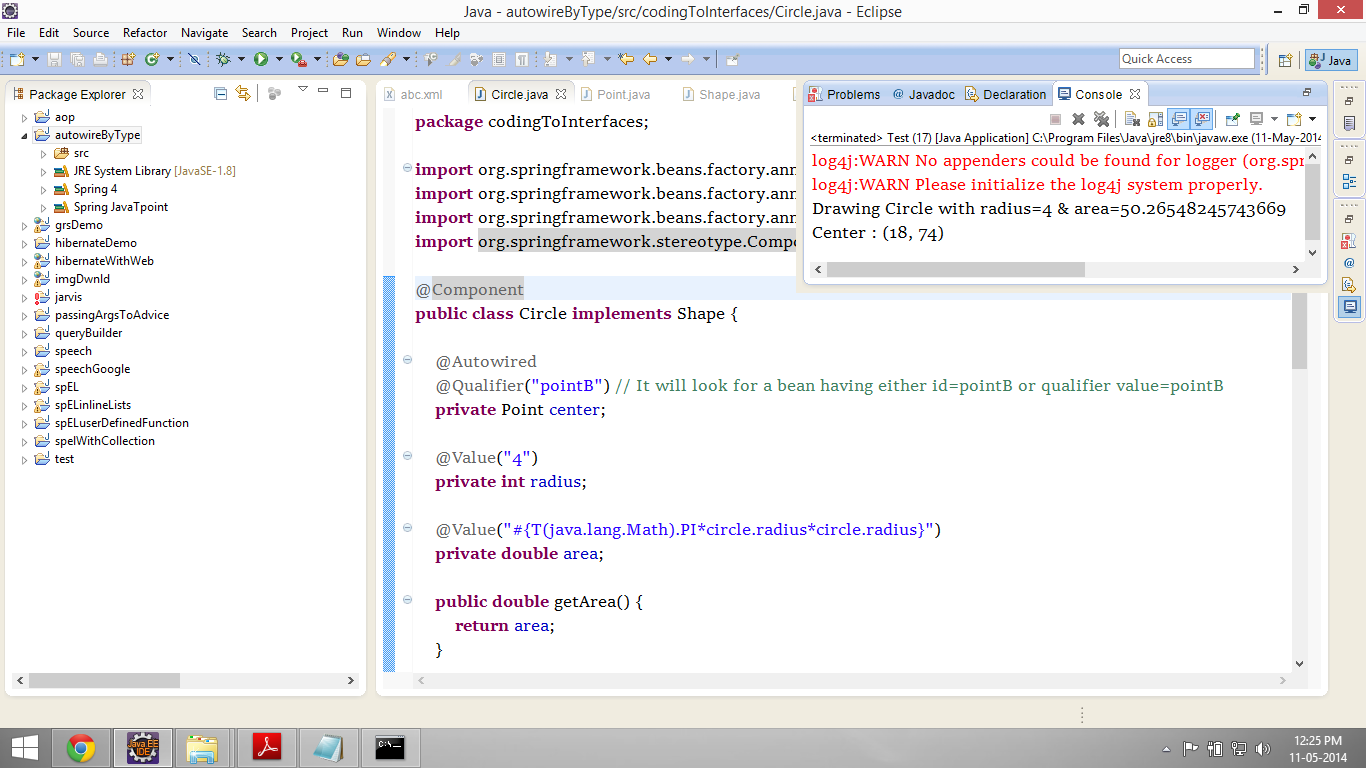 Java - autowireByType/src/codingToInterfaces/Circle.java - Eclipse
File Edit Source Refactor Navigate Search Project Run Window Help
Quick Access
Java
Package Explorer
aop
autowireByType
src
JRE System Library [JavaSE-1.8]
Spring 4
Spring JavaTpoint
grsDemo
hibernateDemo
hibernateWithWeb
imgDwnld
jarvis
passingArgsToAdvice
queryBuilder
speech
speechGoogle
spEL
spELinlineLists
spELuserDefinedFunction
spelWithCollection
test
abc.xml Circle.java Point.java Shape.java
package codingToInterfaces;
import org.springframework.beans.factory.ann
import org.springframework.beans.factory.ann
import org.springframework.beans.factory.ann
import org.springframework.stereotype.Compo
@Component
public class Circle implements Shape {
@Autowired
@Qualifier("pointB") // It will look for a bean having either id=pointB or qualifier value=pointB
private Point center;
@Value("4")
private int radius;
@Value("#{T(java.lang.Math).PI*circle.radius*circle.radius}")
private double area;
public double getArea() {
return area;
}
Problems @ Javadoc Declaration Console
<terminated> Test (17) [Java Application] C:\Program Files\Java\jre8\bin\javaw.exe (11-May-2014
log4j:WARN No appenders could be found for logger (org.spr
log4j:WARN Please initialize the log4j system properly.
Drawing Circle with radius=4 & area=50.26548245743669
Center : (18, 74)
Java EE
IDE
C:\_
12:25 PM
11-05-2014